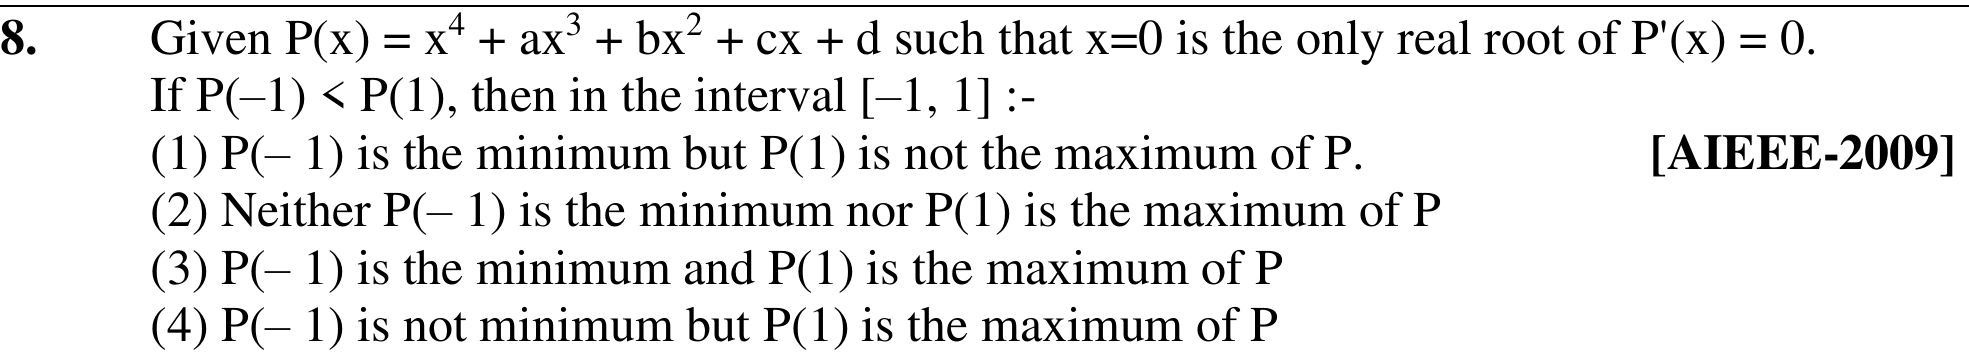 8. Given P(x) = x⁴ + ax³ + bx² + cx + d such that x=0 is the only real root of P'(x) = 0.
If P(–1) < P(1), then in the interval [–1, 1] :-
(1) P(– 1) is the minimum but P(1) is not the maximum of P. [AIEEE-2009]
(2) Neither P(– 1) is the minimum nor P(1) is the maximum of P
(3) P(– 1) is the minimum and P(1) is the maximum of P
(4) P(– 1) is not minimum but P(1) is the maximum of P